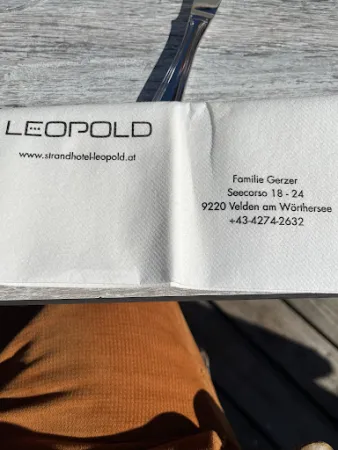 LEOPOLD
www.strandhotel-leopold.at
Familie Gerzer
Seecorso 18 - 24
9220 Velden am Wörthersee
+43-4274-2632